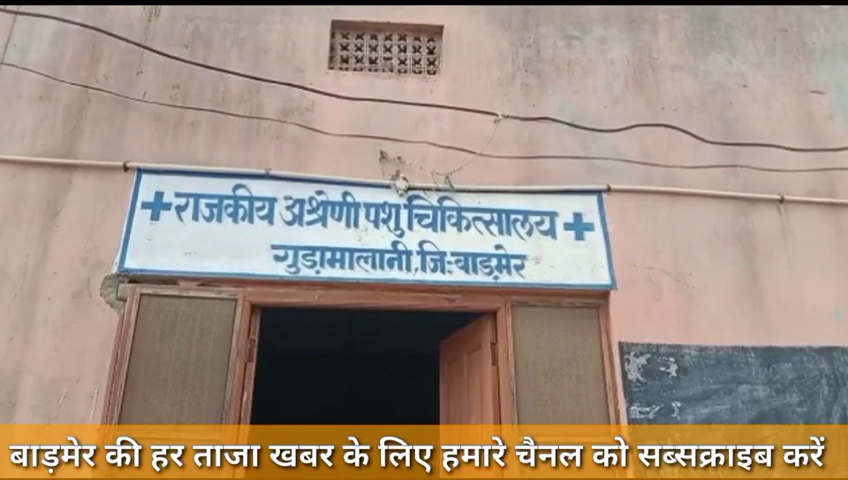 + राजकीय अश्रेणी पशु चिकित्सालय +
गुड़ामालानी, जि.बाड़मेर
बाड़मेर की हर ताजा खबर के लिए हमारे चैनल को सब्सक्राइब करें